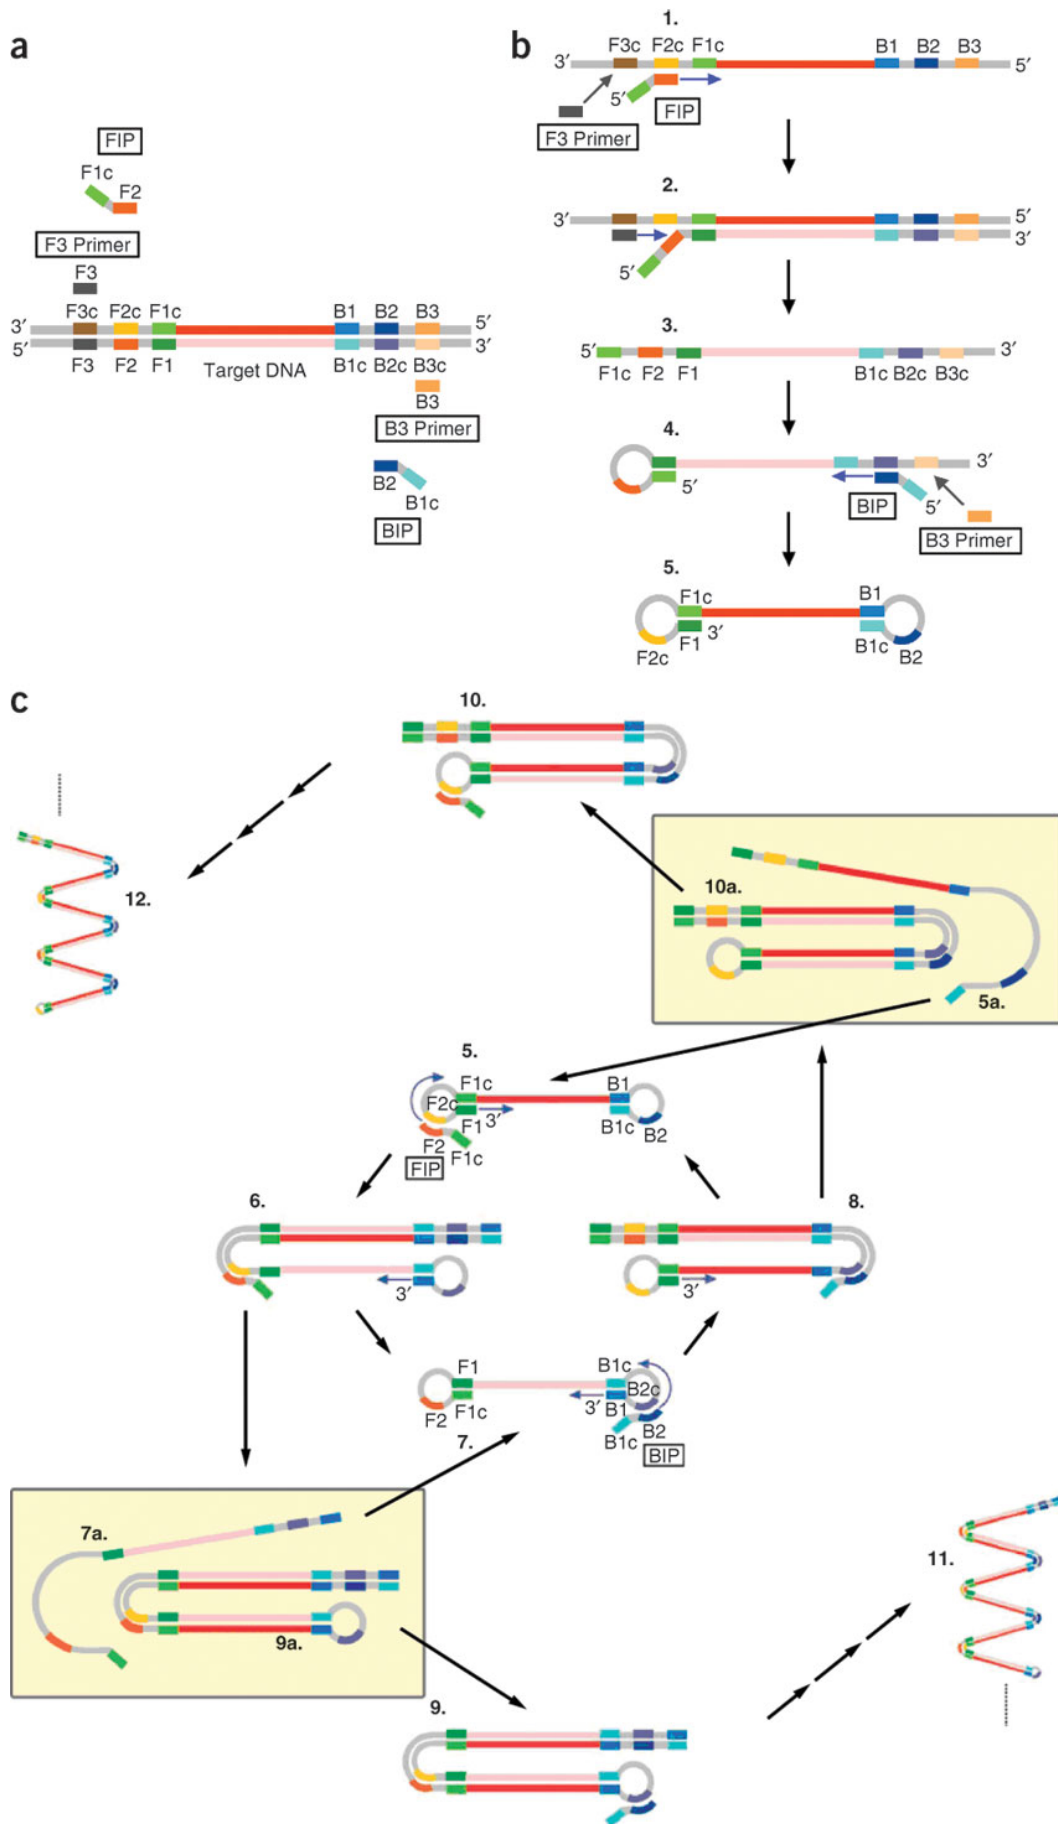 a
FIP
F1c
F2
F3 Primer
F3
F3c F2c F1c B1 B2 B3
3′ 5′
5′ 3′
F3 F2 F1 Target DNA B1c B2c B3c
B3
B3 Primer
B2
B1c
BIP
b
1.
F3c F2c F1c B1 B2 B3
3′ 5′
5′
FIP
F3 Primer
2.
3′ 5′
3′
5′
3.
5′ 3′
F1c F2 F1 B1c B2c B3c
4.
3′
5′
BIP 5′
B3 Primer
5.
F1c B1
3′
F2c F1 B1c B2
c
10.
12.
10a.
5a.
5.
F1c B1
F2c
F1 3′ B1c B2
F2 F1c
FIP
6.
3′
8.
3′
F1 B1c
B2c
F2 F1c 3′ B1
B1c B2
7. BIP
7a.
9a.
11.
9.